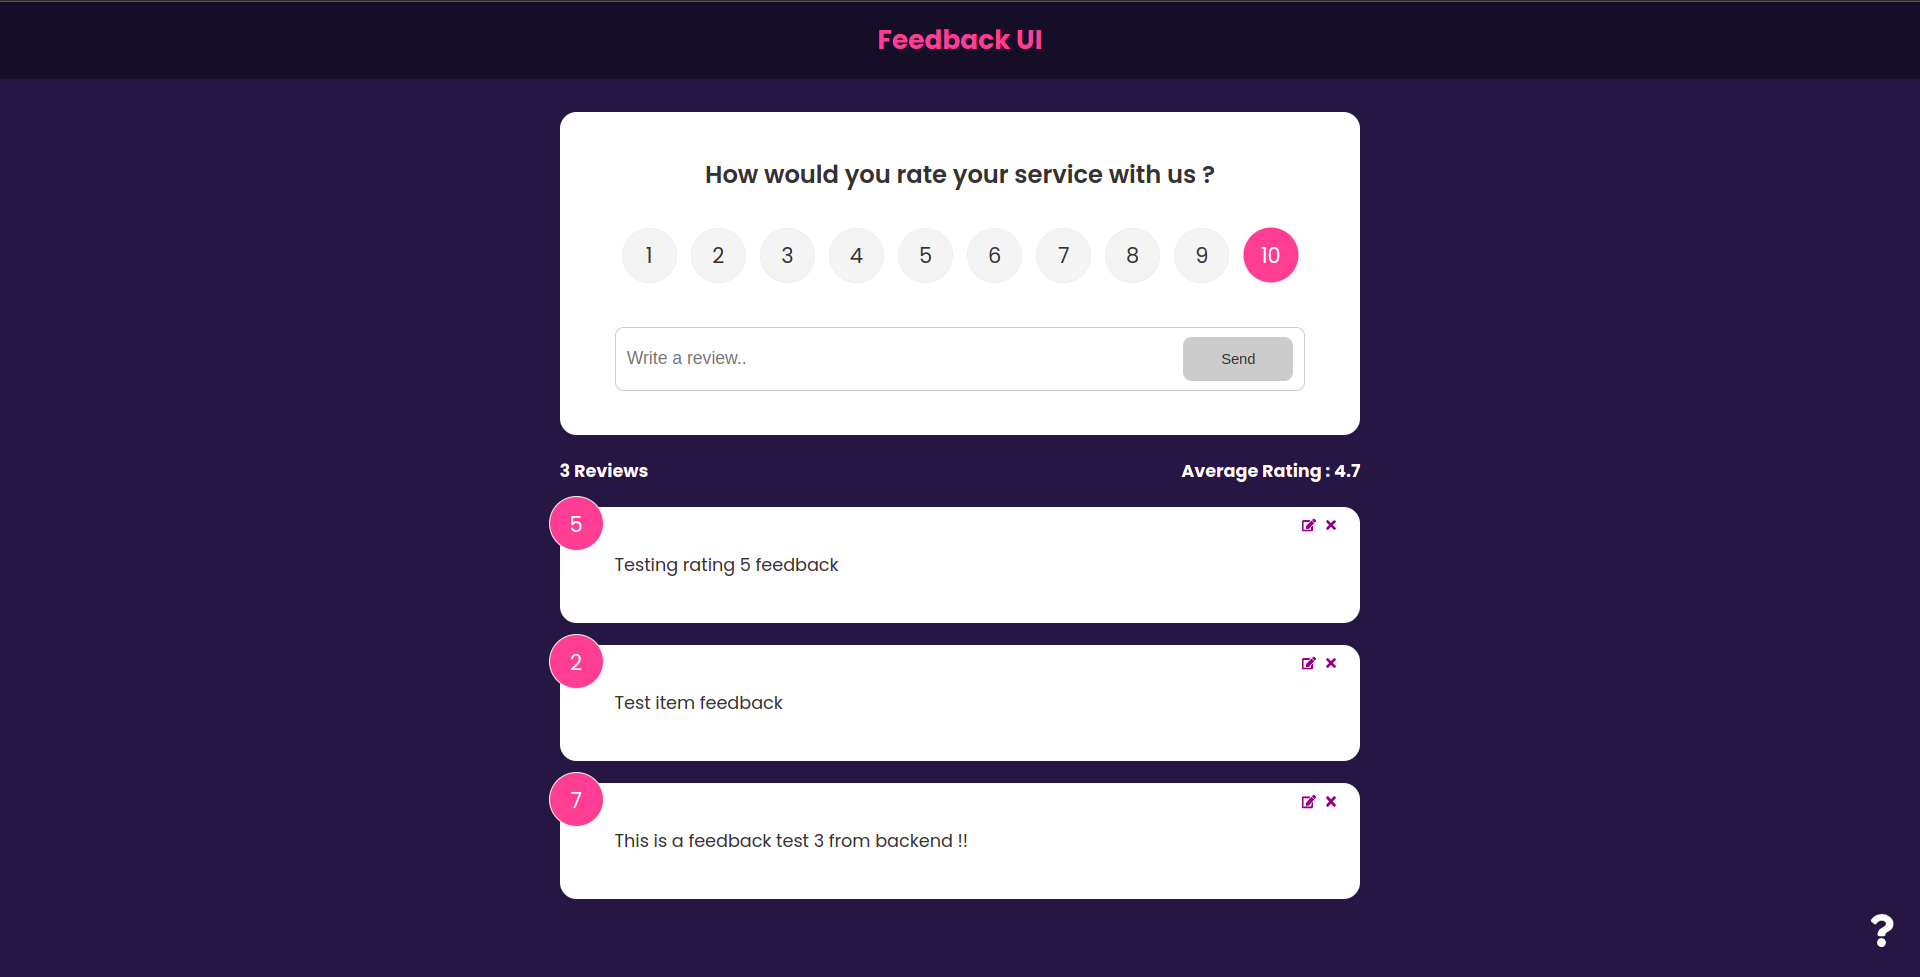 Feedback UI
How would you rate your service with us ?
1 2 3 4 5 6 7 8 9 10
Write a review..
Send
3 Reviews
Average Rating : 4.7
5
Testing rating 5 feedback
2
Test item feedback
7
This is a feedback test 3 from backend !!
?